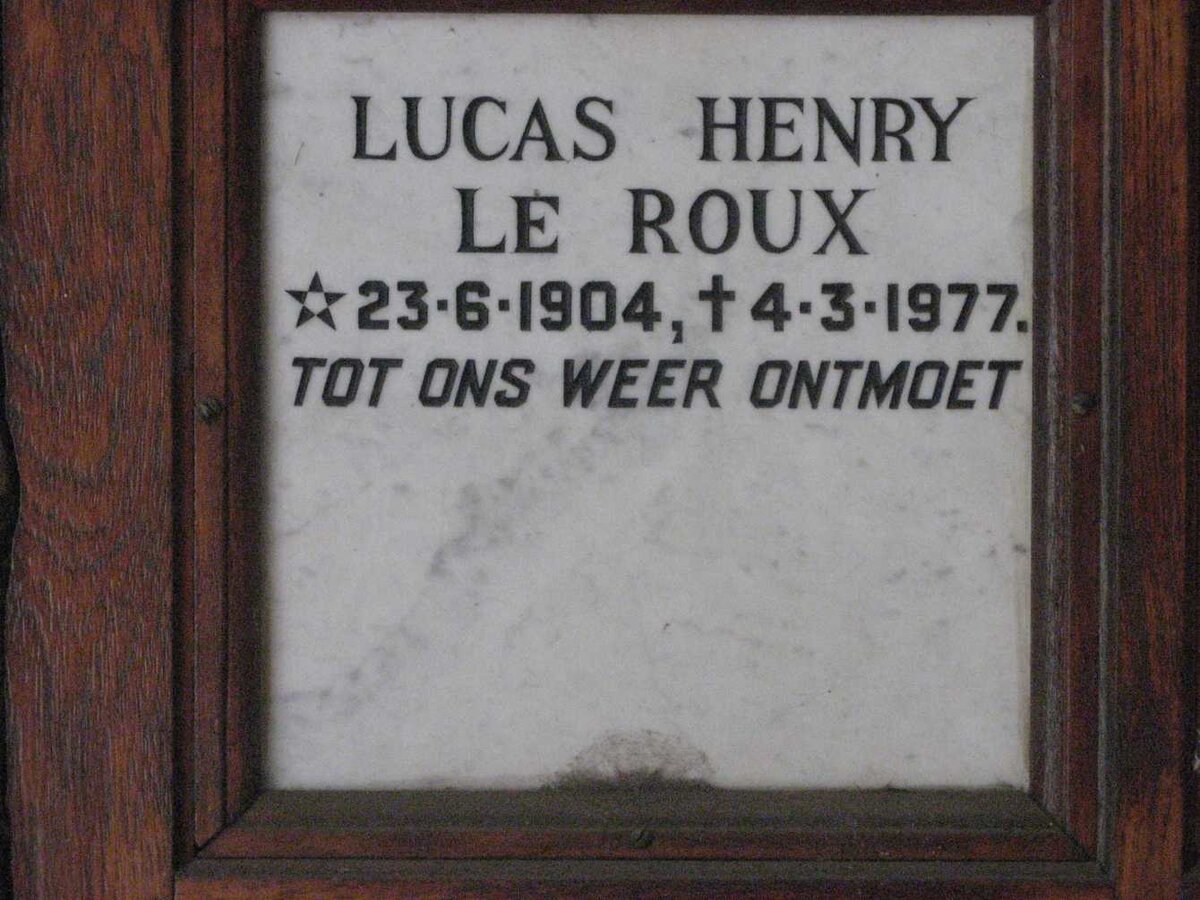 LUCAS HENRY
LE ROUX
☆23·6·1904, †4·3·1977.
TOT ONS WEER ONTMOET